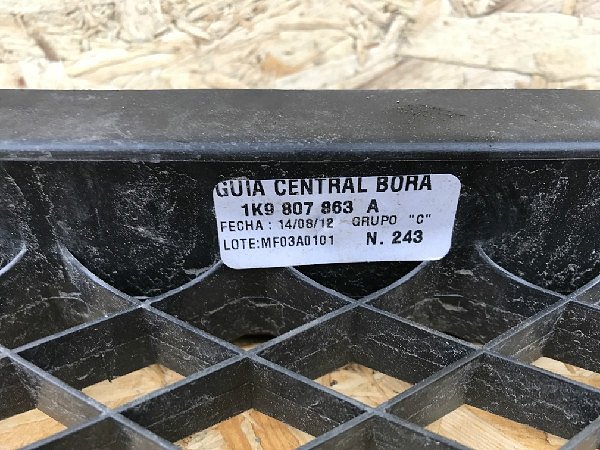 GUIA CENTRAL BORA
1K9 807 863 A
FECHA: 14/08/12 GRUPO "C"
LOTE:MF03A0101 N. 243